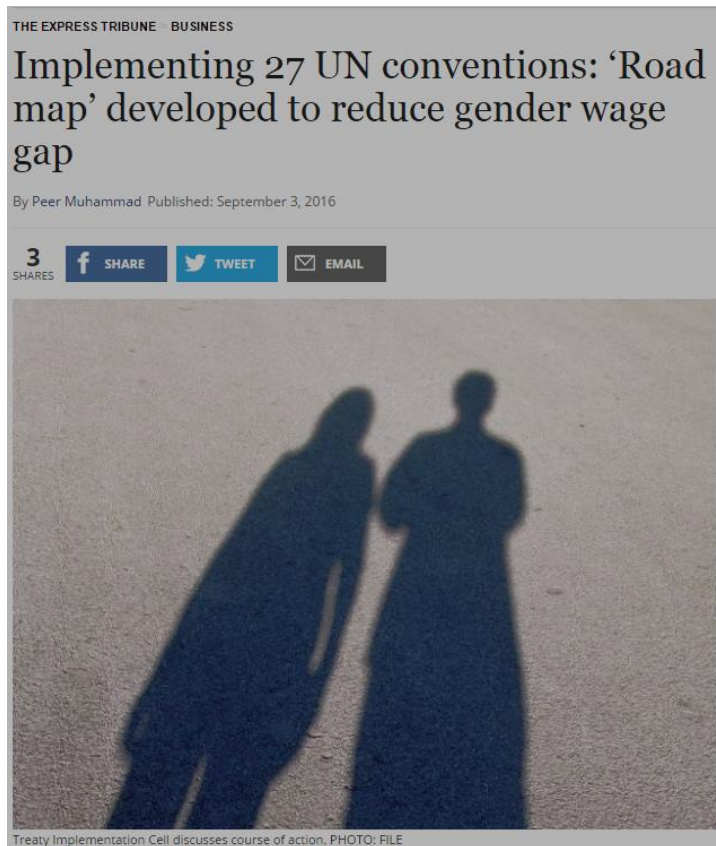 THE EXPRESS TRIBUNE > BUSINESS
Implementing 27 UN conventions: ‘Road
map’ developed to reduce gender wage
gap
By Peer Muhammad Published: September 3, 2016
3
SHARES
SHARE
TWEET
EMAIL
Treaty Implementation Cell discusses course of action. PHOTO: FILE